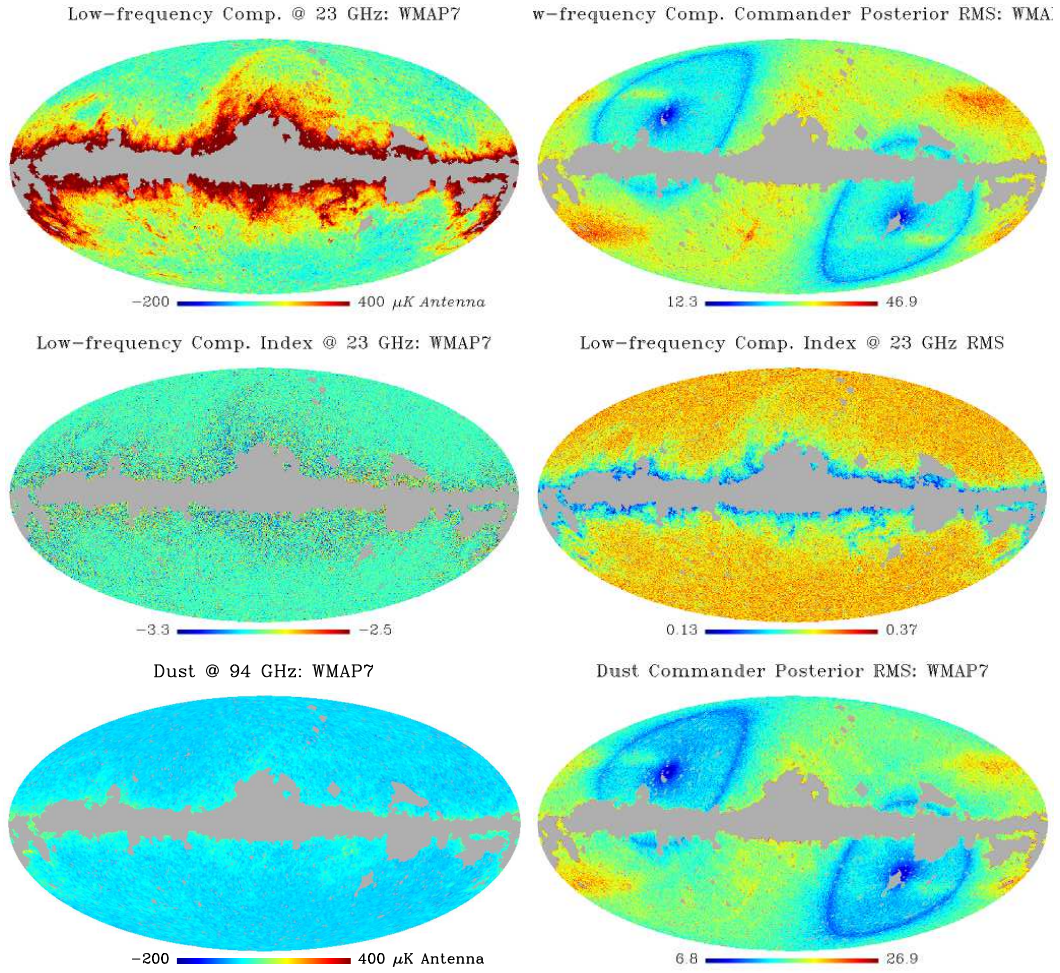 Low-frequency Comp. @ 23 GHz: WMAP7
w-frequency Comp. Commander Posterior RMS: WMA
-200 400 μK Antenna
12.3 46.9
Low-frequency Comp. Index @ 23 GHz: WMAP7
Low-frequency Comp. Index @ 23 GHz RMS
-3.3 -2.5
0.13 0.37
Dust @ 94 GHz: WMAP7
Dust Commander Posterior RMS: WMAP7
-200 400 μK Antenna
6.8 26.9